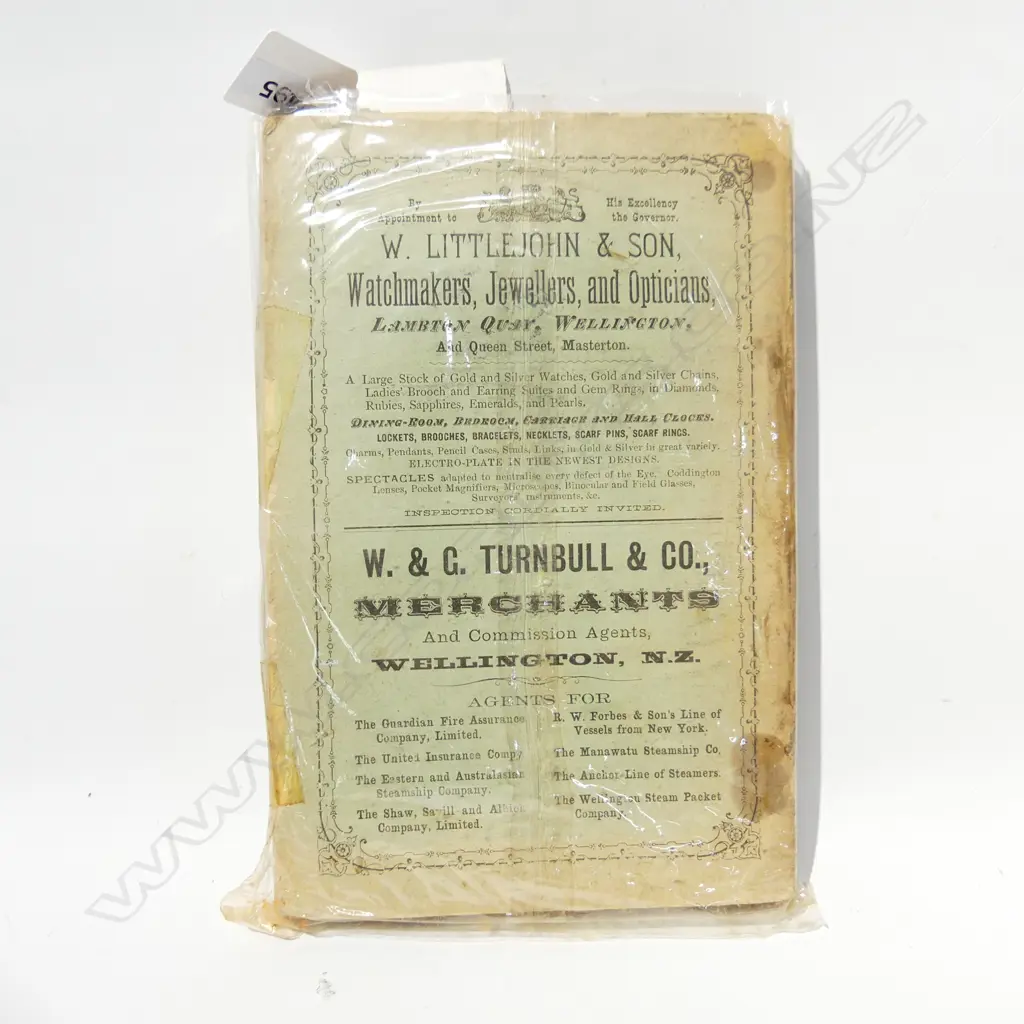 By
Appointment to
His Excellency
the Governor.
W. LITTLEJOHN & SON,
Watchmakers, Jewellers, and Opticians,
LAMBTON QUAY, WELLINGTON,
And Queen Street, Masterton.
A Large Stock of Gold and Silver Watches, Gold and Silver Chains,
Ladies' Brooch and Earring Suites and Gem Rings, in Diamonds,
Rubies, Sapphires, Emeralds, and Pearls.
DINING-ROOM, BEDROOM, CARRIAGE AND HALL CLOCKS.
LOCKETS, BROOCHES, BRACELETS, NECKLETS, SCARF PINS, SCARF RINGS.
Charms, Pendants, Pencil Cases, Studs, Links, in Gold & Silver in great variety.
ELECTRO-PLATE IN THE NEWEST DESIGNS.
SPECTACLES adapted to neutralise every defect of the Eye. Coddington
Lenses, Pocket Magnifiers, Microscopes, Binocular and Field Glasses,
Surveyors' instruments, &c.
INSPECTION CORDIALLY INVITED.
W. & G. TURNBULL & CO.,
MERCHANTS
And Commission Agents,
WELLINGTON, N.Z.
AGENTS FOR
The Guardian Fire Assurance
Company, Limited.
The United Insurance Compy
The Eastern and Australasian
Steamship Company.
The Shaw, Savill and Albion
Company, Limited.
R. W. Forbes & Son's Line of
Vessels from New York.
The Manawatu Steamship Co.
The Anchor Line of Steamers.
The Wellington Steam Packet
Company.